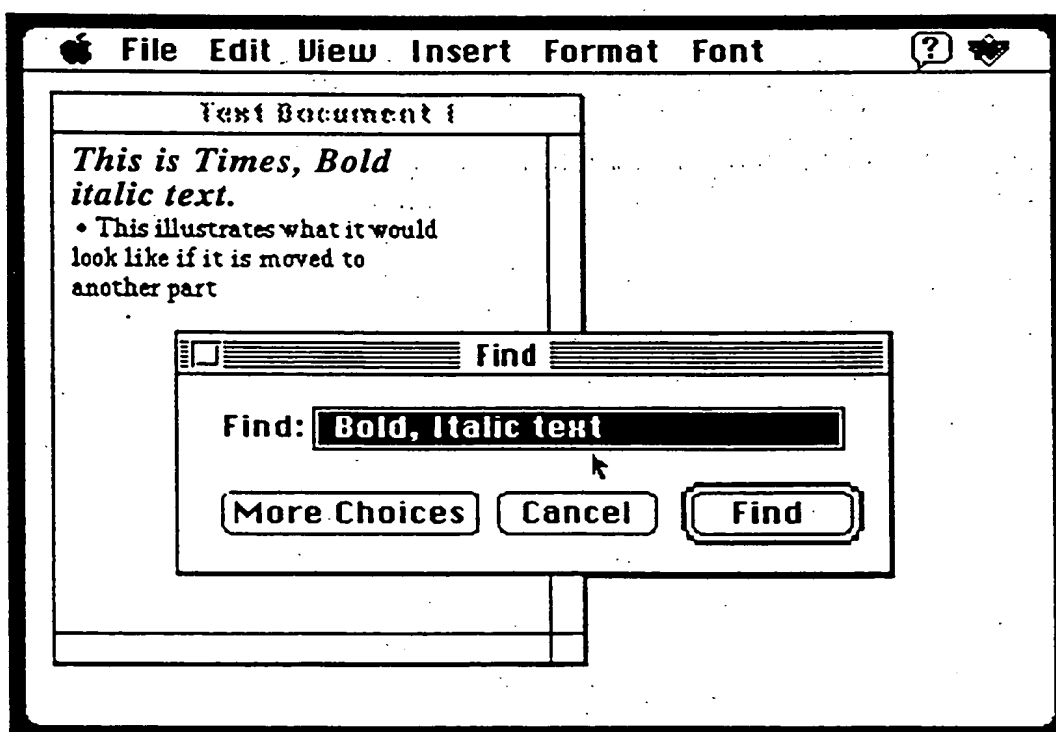 File Edit View Insert Format Font ?
Text Document 1
This is Times, Bold
italic text.
• This illustrates what it would
look like if it is moved to
another part
Find
Find: Bold, Italic text
More Choices Cancel Find